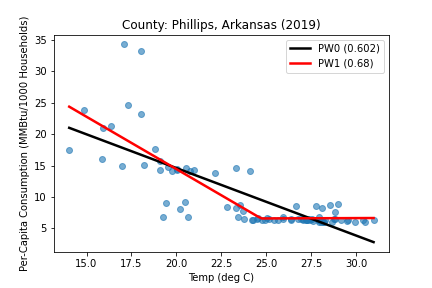 County: Phillips, Arkansas (2019)
Per-Capita Consumption (MMBtu/1000 Households)
35
30
25
20
15
10
5
PW0 (0.602)
PW1 (0.68)
15.0 17.5 20.0 22.5 25.0 27.5 30.0
Temp (deg C)